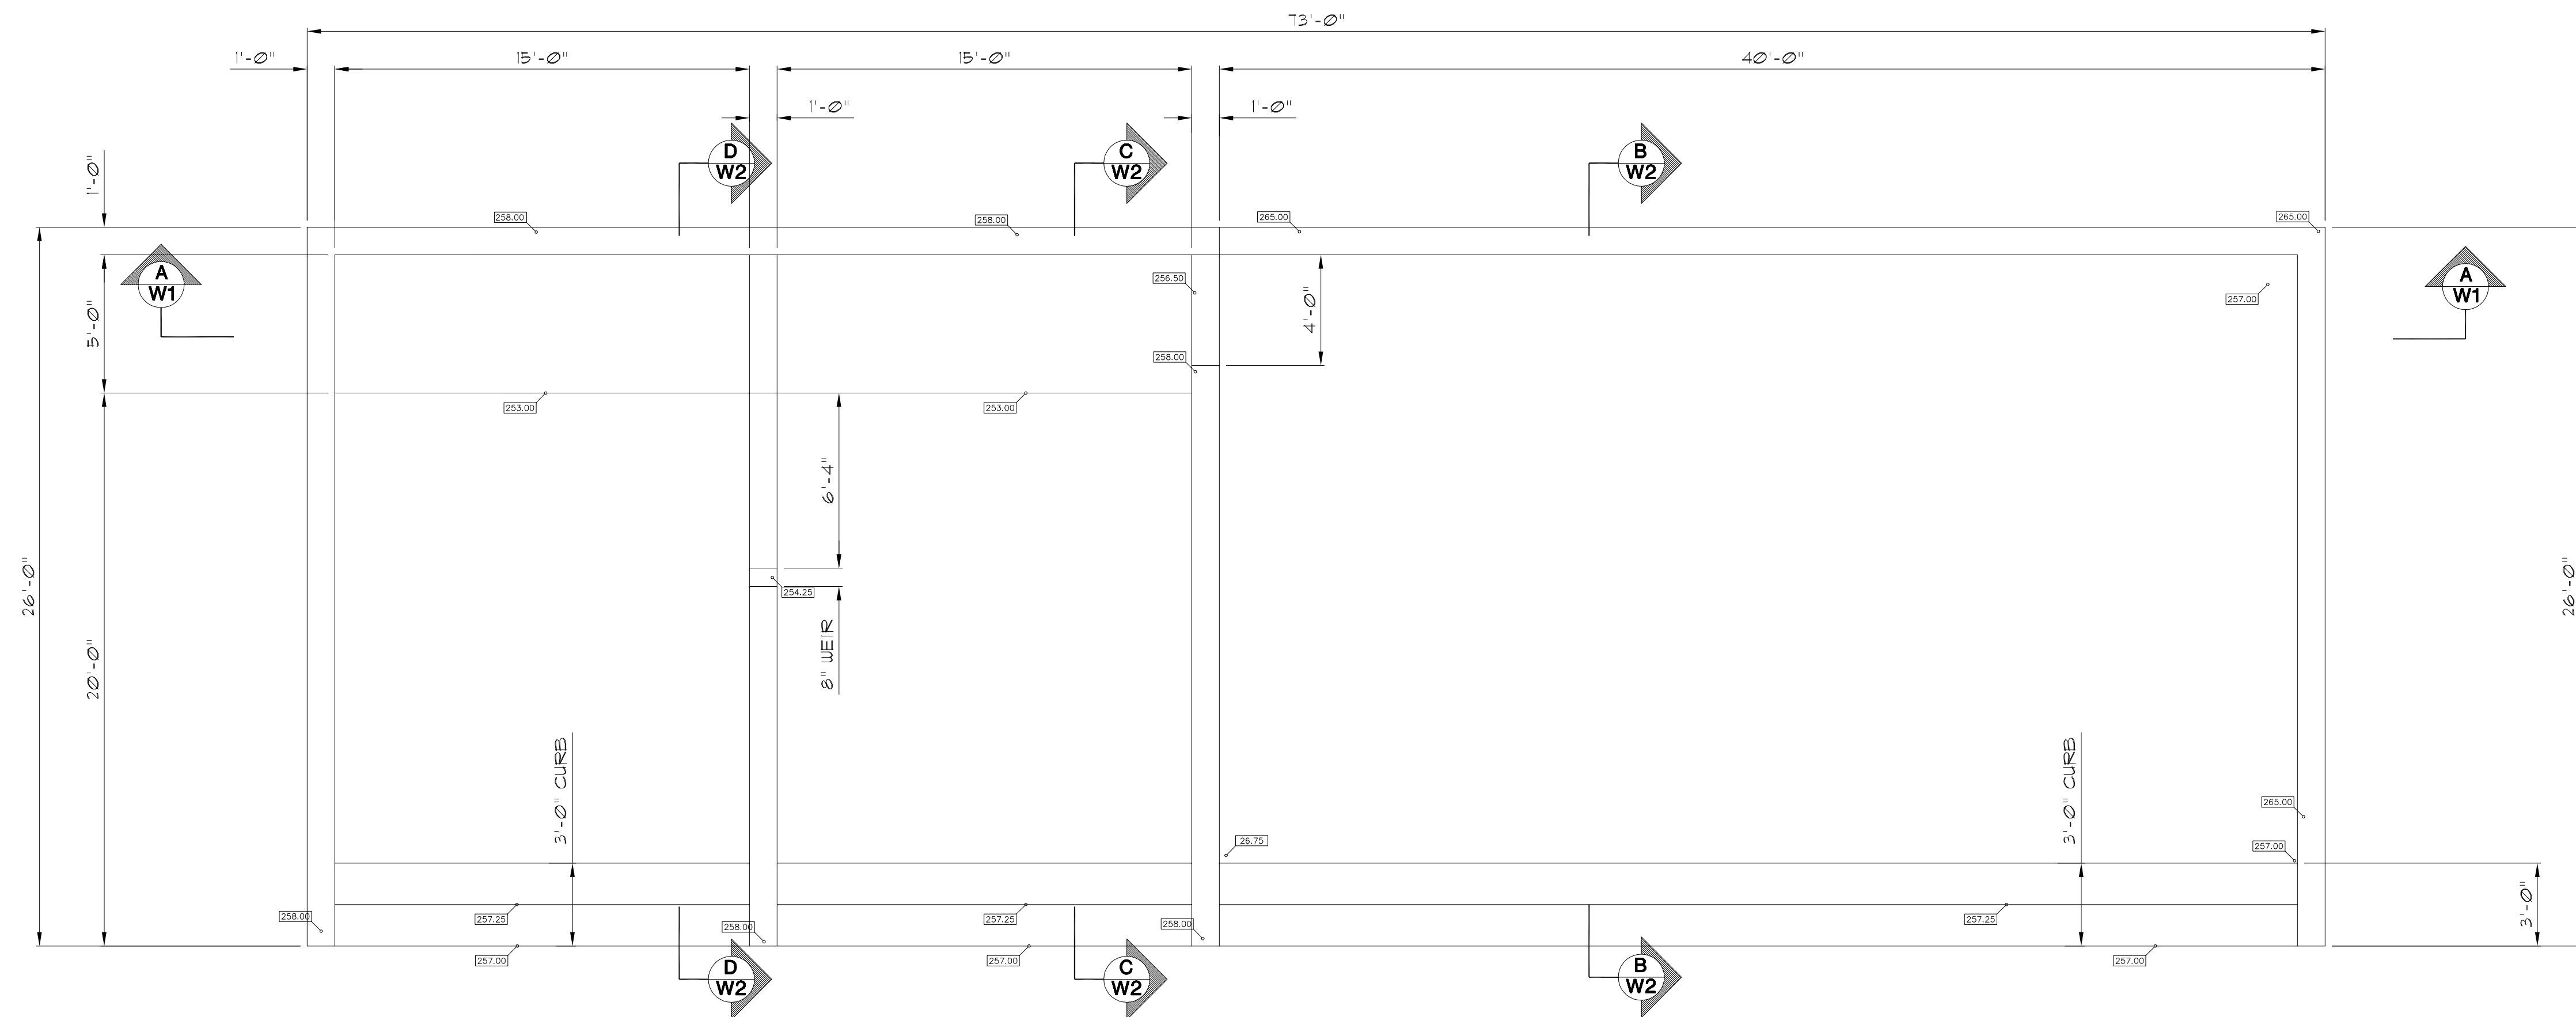 73'-0"
1'-0"
15'-0"
15'-0"
40'-0"
1'-0"
1'-0"
D
W2
C
W2
B
W2
1'-0"
258.00
258.00
265.00
265.00
A
W1
A
W1
256.50
257.00
5'-0"
4'-0"
258.00
253.00
253.00
6'-4"
26'-0"
26'-0"
254.25
20'-0"
8" WEIR
3'-0" CURB
3'-0" CURB
265.00
26.75
257.00
3'-0"
258.00
257.25
258.00
257.25
258.00
257.25
257.00
257.00
257.00
D
W2
C
W2
B
W2